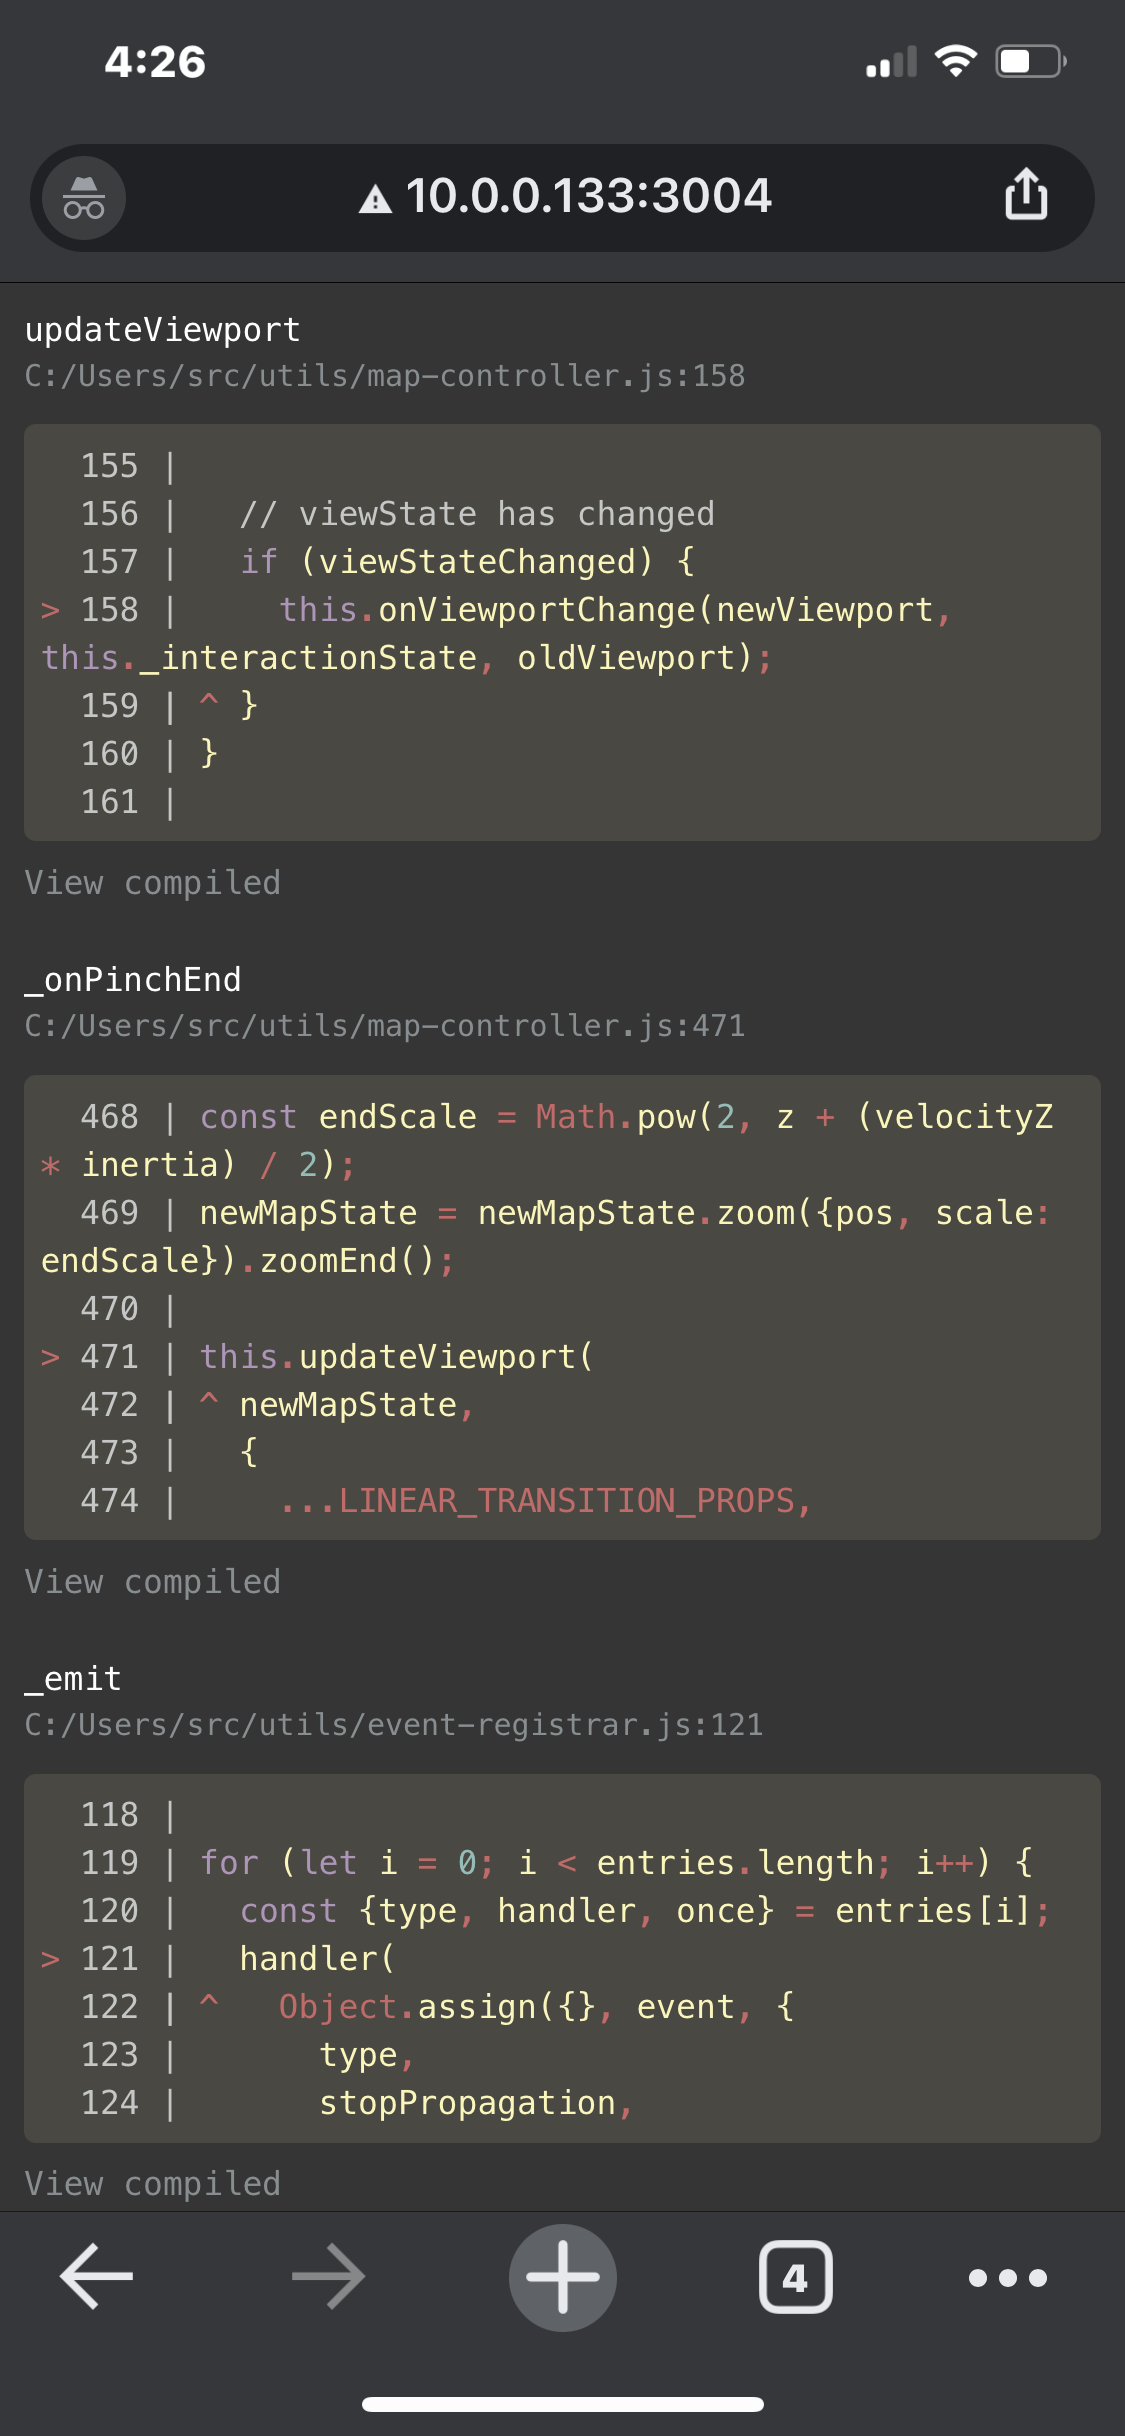 4:26
10.0.0.133:3004
updateViewport
C:/Users/src/utils/map-controller.js:158
  155 |
  156 |   // viewState has changed
  157 |   if (viewStateChanged) {
> 158 |     this.onViewportChange(newViewport,
this._interactionState, oldViewport);
  159 | ^ }
  160 | }
  161 |
View compiled
_onPinchEnd
C:/Users/src/utils/map-controller.js:471
  468 | const endScale = Math.pow(2, z + (velocityZ
* inertia) / 2);
  469 | newMapState = newMapState.zoom({pos, scale:
endScale}).zoomEnd();
  470 |
> 471 | this.updateViewport(
  472 | ^ newMapState,
  473 |   {
  474 |     ...LINEAR_TRANSITION_PROPS,
View compiled
_emit
C:/Users/src/utils/event-registrar.js:121
  118 |
  119 | for (let i = 0; i < entries.length; i++) {
  120 |   const {type, handler, once} = entries[i];
> 121 |   handler(
  122 | ^   Object.assign({}, event, {
  123 |       type,
  124 |       stopPropagation,
View compiled
4